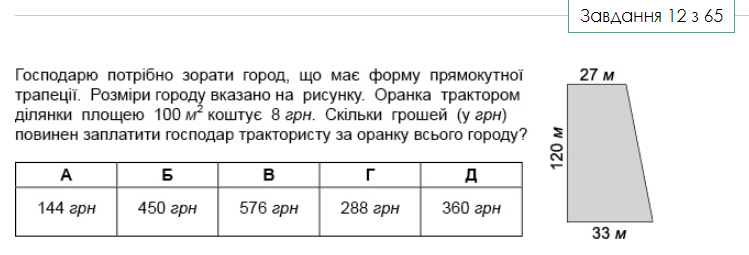 Завдання 12 з 65
Господарю потрібно зорати город, що має форму прямокутної
трапеції. Розміри городу вказано на рисунку. Оранка трактором
ділянки площею 100 м² коштує 8 грн. Скільки грошей (у грн)
повинен заплатити господар трактористу за оранку всього городу?
А Б В Г Д
144 грн 450 грн 576 грн 288 грн 360 грн
27 м
120 м
33 м